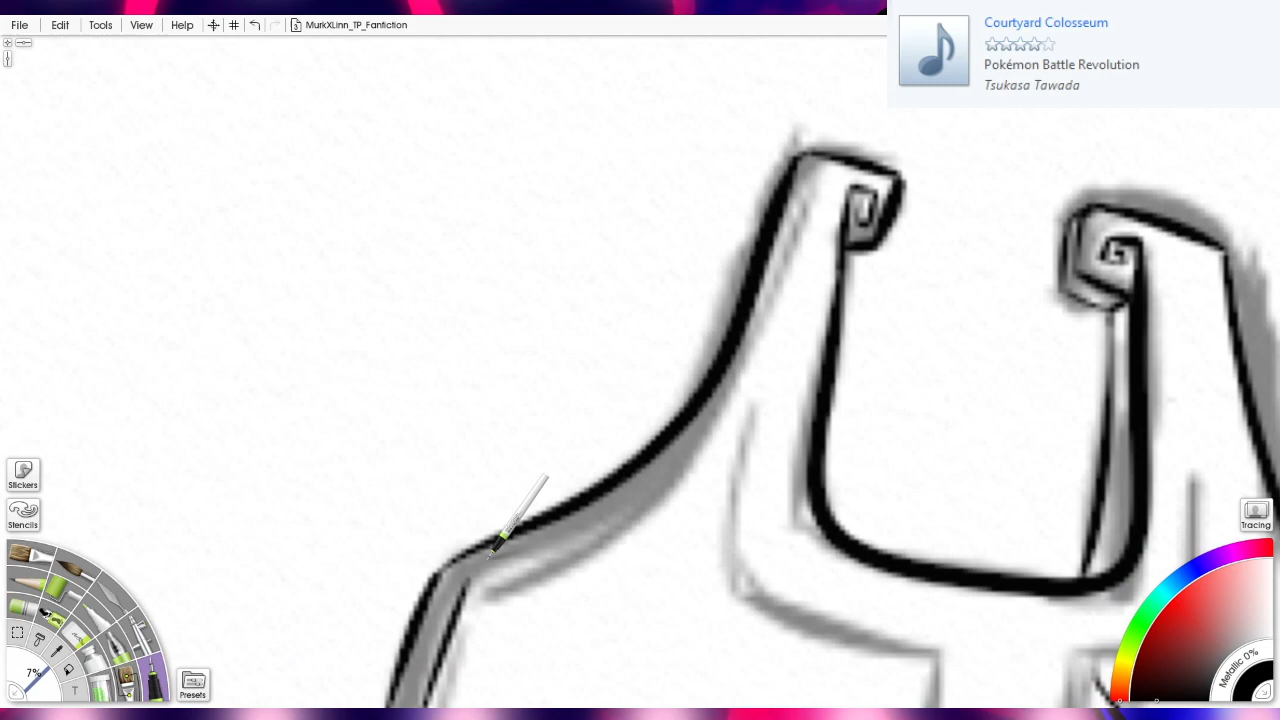 File Edit Tools View Help MurkXLinn_TP_Fanfiction
Courtyard Colosseum
Pokémon Battle Revolution
Tsukasa Tawada
Stickers
Stencils
7%
T
Presets
Tracing
Metallic 0%